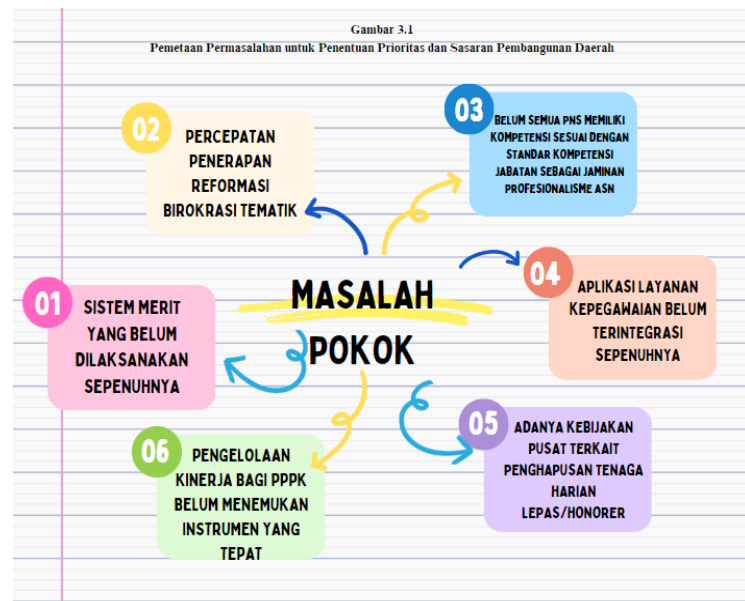 Gambar 3.1
Pemetaan Permasalahan untuk Penentuan Prioritas dan Sasaran Pembangunan Daerah
MASALAH
POKOK
01
SISTEM MERIT
YANG BELUM
DILAKSANAKAN
SEPENUHNYA
02
PERCEPATAN
PENERAPAN
REFORMASI
BIROKRASI TEMATIK
03
BELUM SEMUA PNS MEMILIKI
KOMPETENSI SESUAI DENGAN
STANDAR KOMPETENSI
JABATAN SEBAGAI JAMINAN
PROFESIONALISME ASN
04
APLIKASI LAYANAN
KEPEGAWAIAN BELUM
TERINTEGRASI
SEPENUHNYA
05
ADANYA KEBIJAKAN
PUSAT TERKAIT
PENGHAPUSAN TENAGA
HARIAN
LEPAS/HONORER
06
PENGELOLAAN
KINERJA BAGI PPPK
BELUM MENEMUKAN
INSTRUMEN YANG
TEPAT